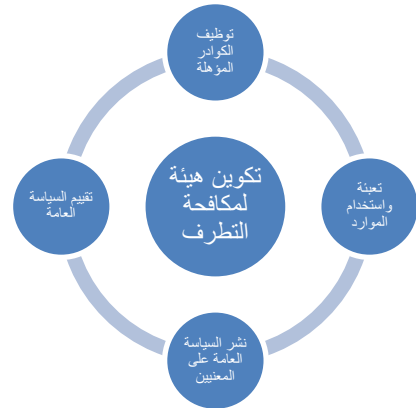 توظيف
الكوادر
المؤهلة
تكوين هيئة
لمكافحة
التطرف
تعبئة
واستخدام
الموارد
تقييم السياسة
العامة
نشر السياسة
العامة على
المعنيين